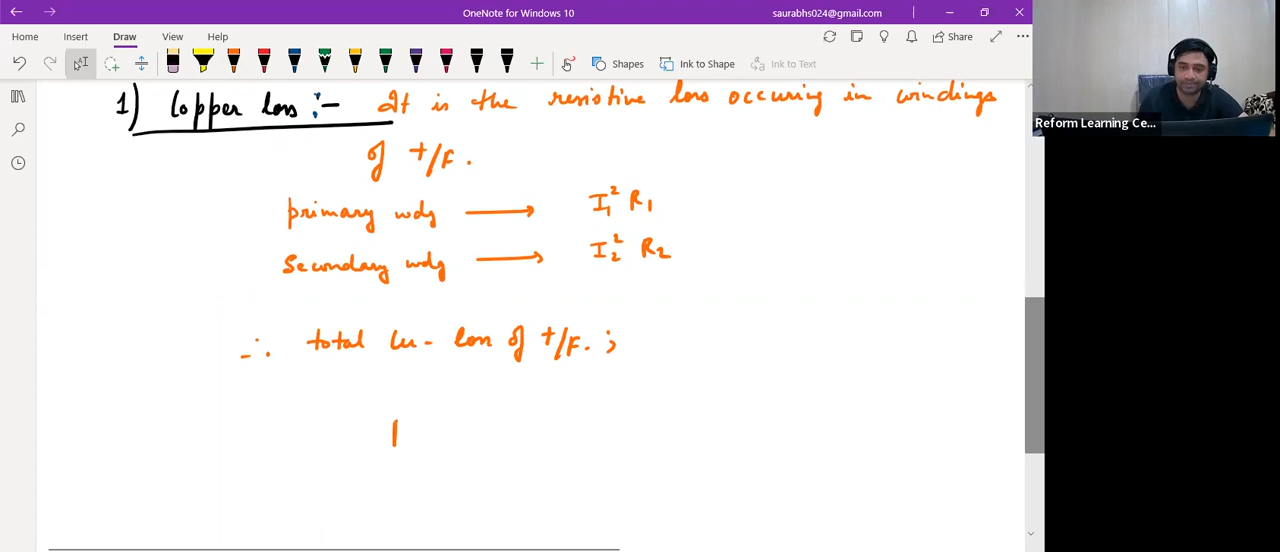 OneNote for Windows 10
saurabhs024@gmail.com
Home Insert Draw View Help
Share
Shapes Ink to Shape Ink to Text
1) Copper loss :- It is the resistive loss occuring in windings
of t/F.
Reform Learning Ce...
primary wdg → I₁² R₁
Secondary wdg → I₂² R₂
∴ total cu- loss of t/F. ;